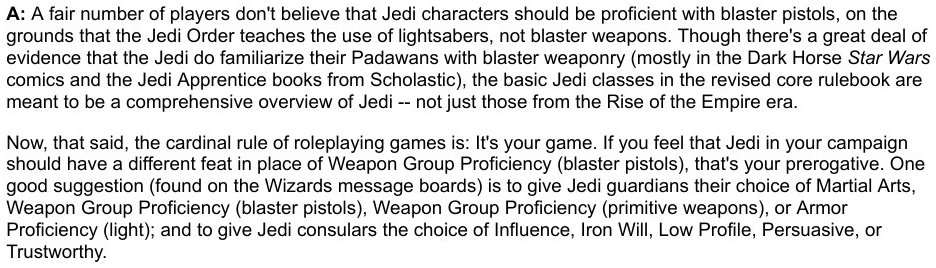 A: A fair number of players don't believe that Jedi characters should be proficient with blaster pistols, on the
grounds that the Jedi Order teaches the use of lightsabers, not blaster weapons. Though there's a great deal of
evidence that the Jedi do familiarize their Padawans with blaster weaponry (mostly in the Dark Horse Star Wars
comics and the Jedi Apprentice books from Scholastic), the basic Jedi classes in the revised core rulebook are
meant to be a comprehensive overview of Jedi -- not just those from the Rise of the Empire era.
Now, that said, the cardinal rule of roleplaying games is: It's your game. If you feel that Jedi in your campaign
should have a different feat in place of Weapon Group Proficiency (blaster pistols), that's your prerogative. One
good suggestion (found on the Wizards message boards) is to give Jedi guardians their choice of Martial Arts,
Weapon Group Proficiency (blaster pistols), Weapon Group Proficiency (primitive weapons), or Armor
Proficiency (light); and to give Jedi consulars the choice of Influence, Iron Will, Low Profile, Persuasive, or
Trustworthy.